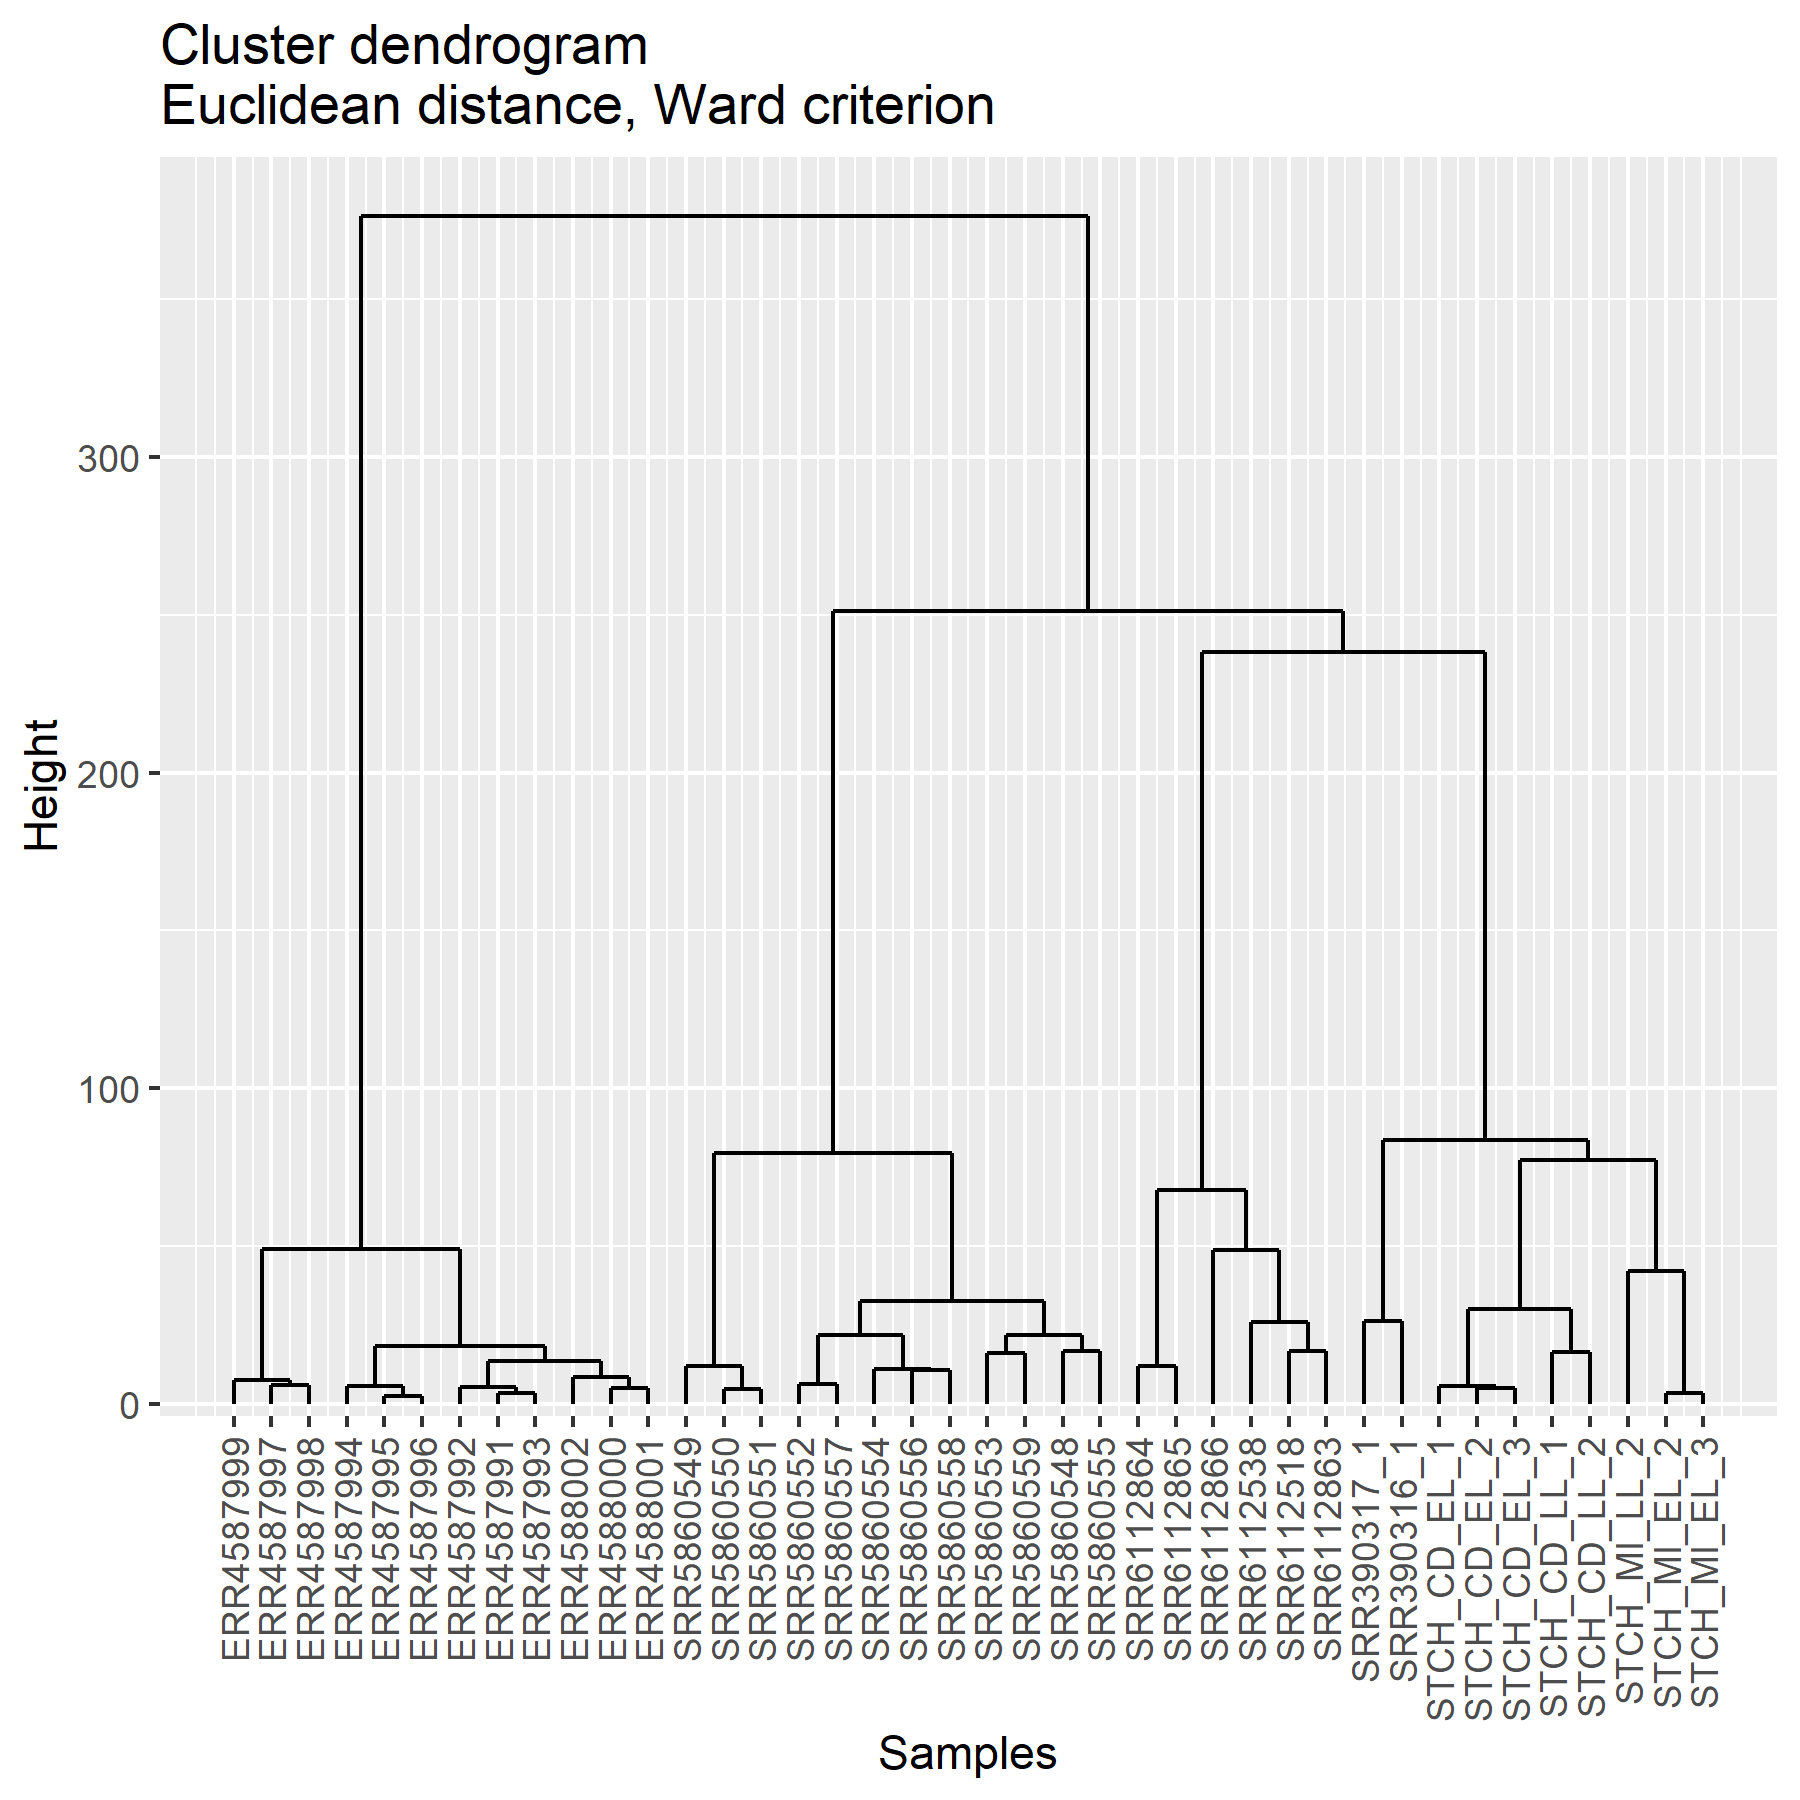 Cluster dendrogram
Euclidean distance, Ward criterion
Height
300
200
100
0
ERR4587999
ERR4587997
ERR4587998
ERR4587994
ERR4587995
ERR4587996
ERR4587992
ERR4587991
ERR4587993
ERR4588002
ERR4588000
ERR4588001
SRR5860549
SRR5860550
SRR5860551
SRR5860552
SRR5860557
SRR5860554
SRR5860556
SRR5860558
SRR5860553
SRR5860559
SRR5860548
SRR5860555
SRR6112864
SRR6112865
SRR6112866
SRR6112538
SRR6112518
SRR6112863
SRR390317_1
SRR390316_1
STCH_CD_EL_1
STCH_CD_EL_2
STCH_CD_EL_3
STCH_CD_LL_1
STCH_CD_LL_2
STCH_MI_LL_2
STCH_MI_EL_2
STCH_MI_EL_3
Samples